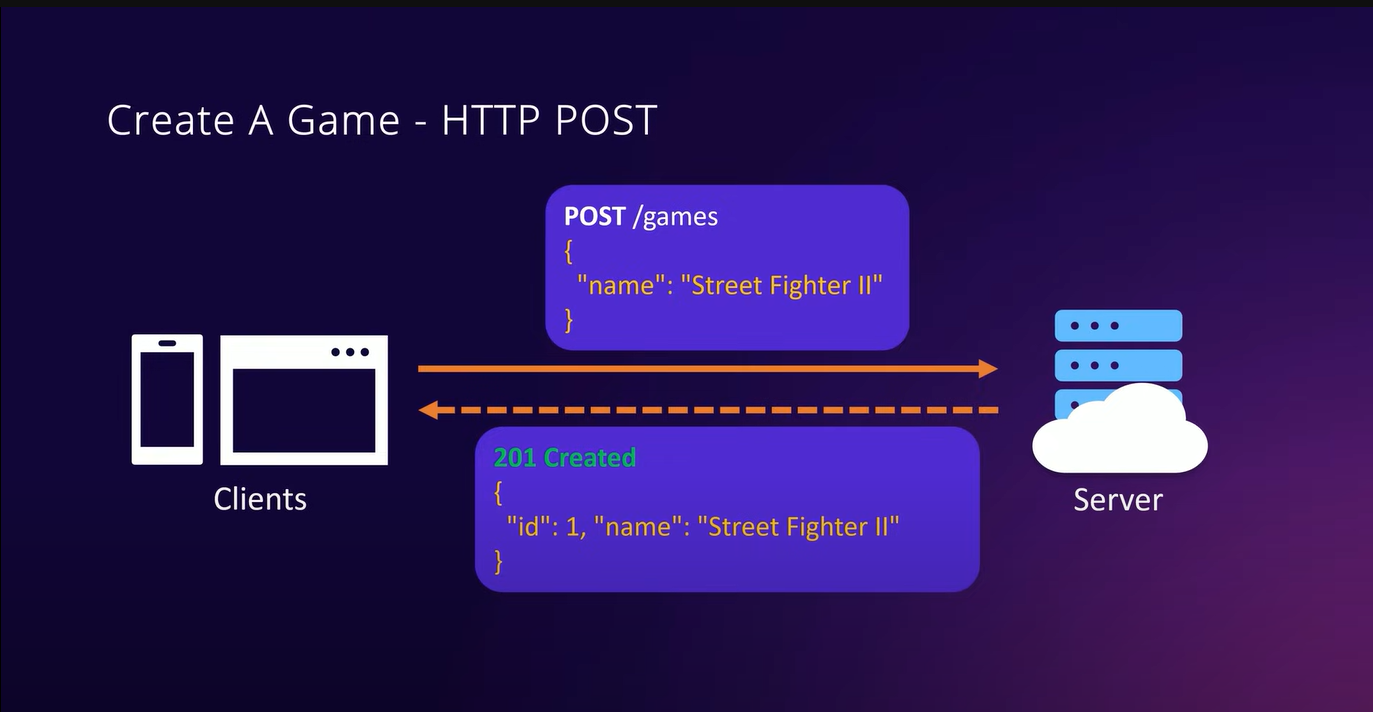 Create A Game - HTTP POST
POST /games
{
"name": "Street Fighter II"
}
201 Created
{
"id": 1, "name": "Street Fighter II"
}
Clients
Server